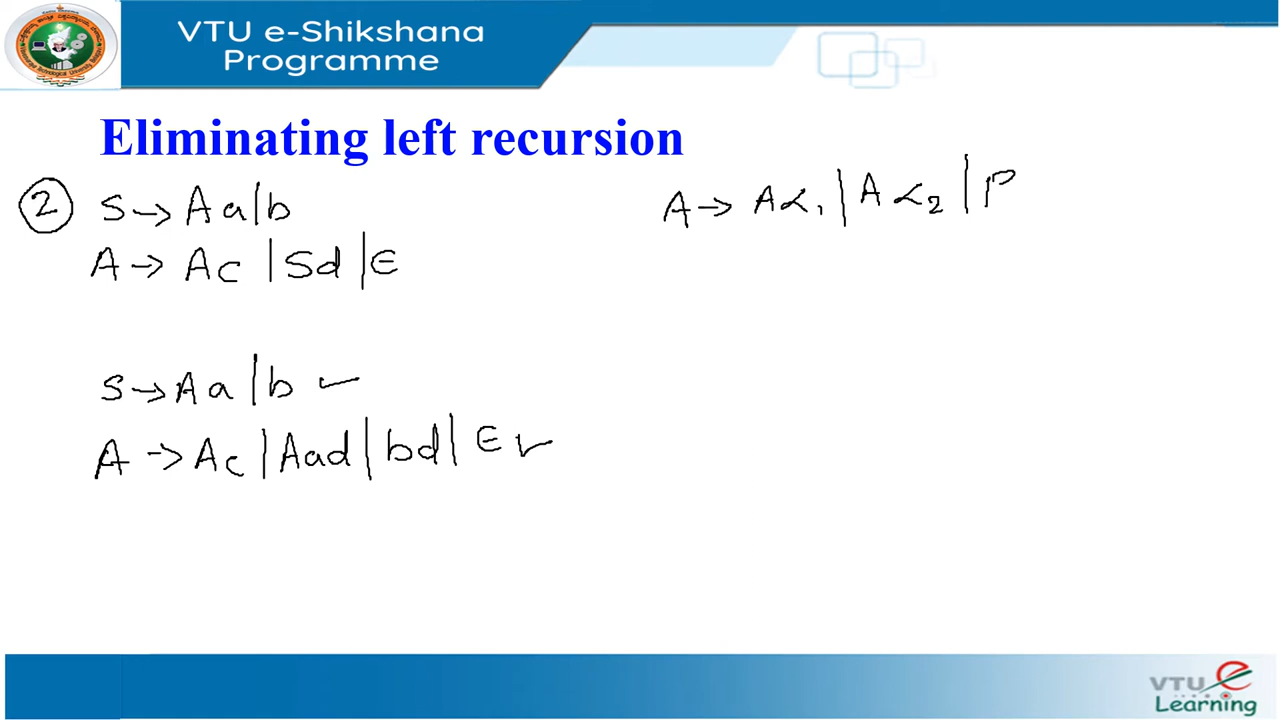 VTU e-Shikshana
Programme
Eliminating left recursion
② S → Aa | b
A → Ac | Sd | ∈
A → Aα₁ | Aα₂ | β
S → Aa | b ✓
A → Ac | Aad | bd | ∈ ✓
VTU e
Learning